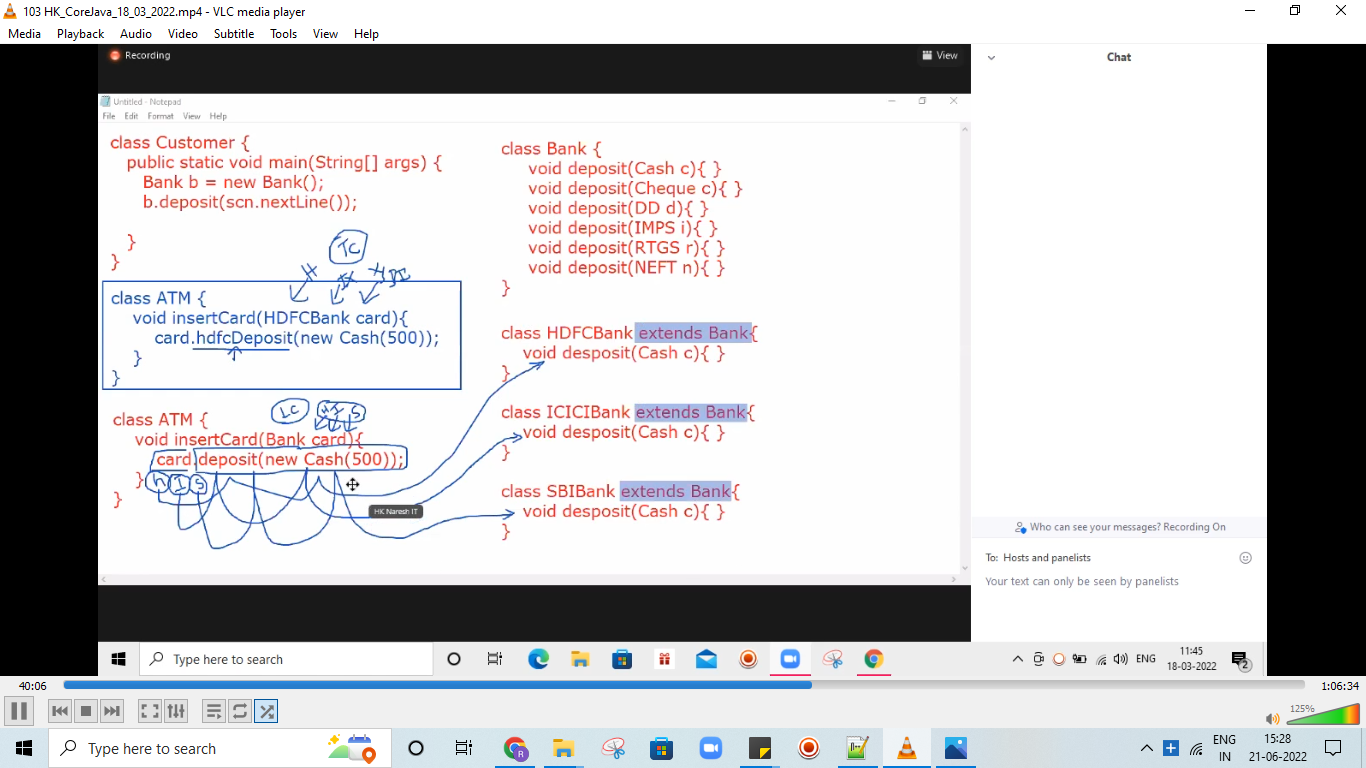 103 HK_CoreJava_18_03_2022.mp4 - VLC media player
Media Playback Audio Video Subtitle Tools View Help
Recording
View
Untitled - Notepad
File Edit Format View Help
class Customer {
public static void main(String[] args) {
Bank b = new Bank();
b.deposit(scn.nextLine());
}
}
TC
H
class ATM {
void insertCard(HDFCBank card){
card.hdfcDeposit(new Cash(500));
}
}
LC
H I S
class ATM {
void insertCard(Bank card){
card.deposit(new Cash(500));
}
h I S
}
HK Naresh IT
class Bank {
void deposit(Cash c){ }
void deposit(Cheque c){ }
void deposit(DD d){ }
void deposit(IMPS i){ }
void deposit(RTGS r){ }
void deposit(NEFT n){ }
}
class HDFCBank extends Bank{
void desposit(Cash c){ }
}
class ICICIBank extends Bank{
void desposit(Cash c){ }
}
class SBIBank extends Bank{
void desposit(Cash c){ }
}
Chat
Who can see your messages? Recording On
To: Hosts and panelists
Your text can only be seen by panelists
Type here to search
ENG
11:45
18-03-2022
2
40:06
1:06:34
125%
Type here to search
ENG
IN
15:28
21-06-2022